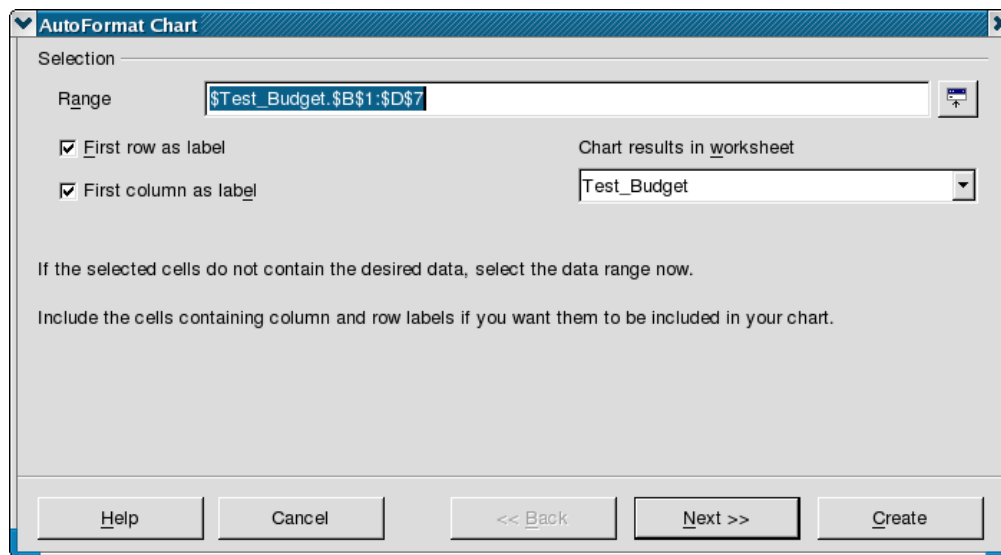 AutoFormat Chart
Selection
Range $Test_Budget.$B$1:$D$7
First row as label
Chart results in worksheet
First column as label
Test_Budget
If the selected cells do not contain the desired data, select the data range now.
Include the cells containing column and row labels if you want them to be included in your chart.
Help Cancel << Back Next >> Create